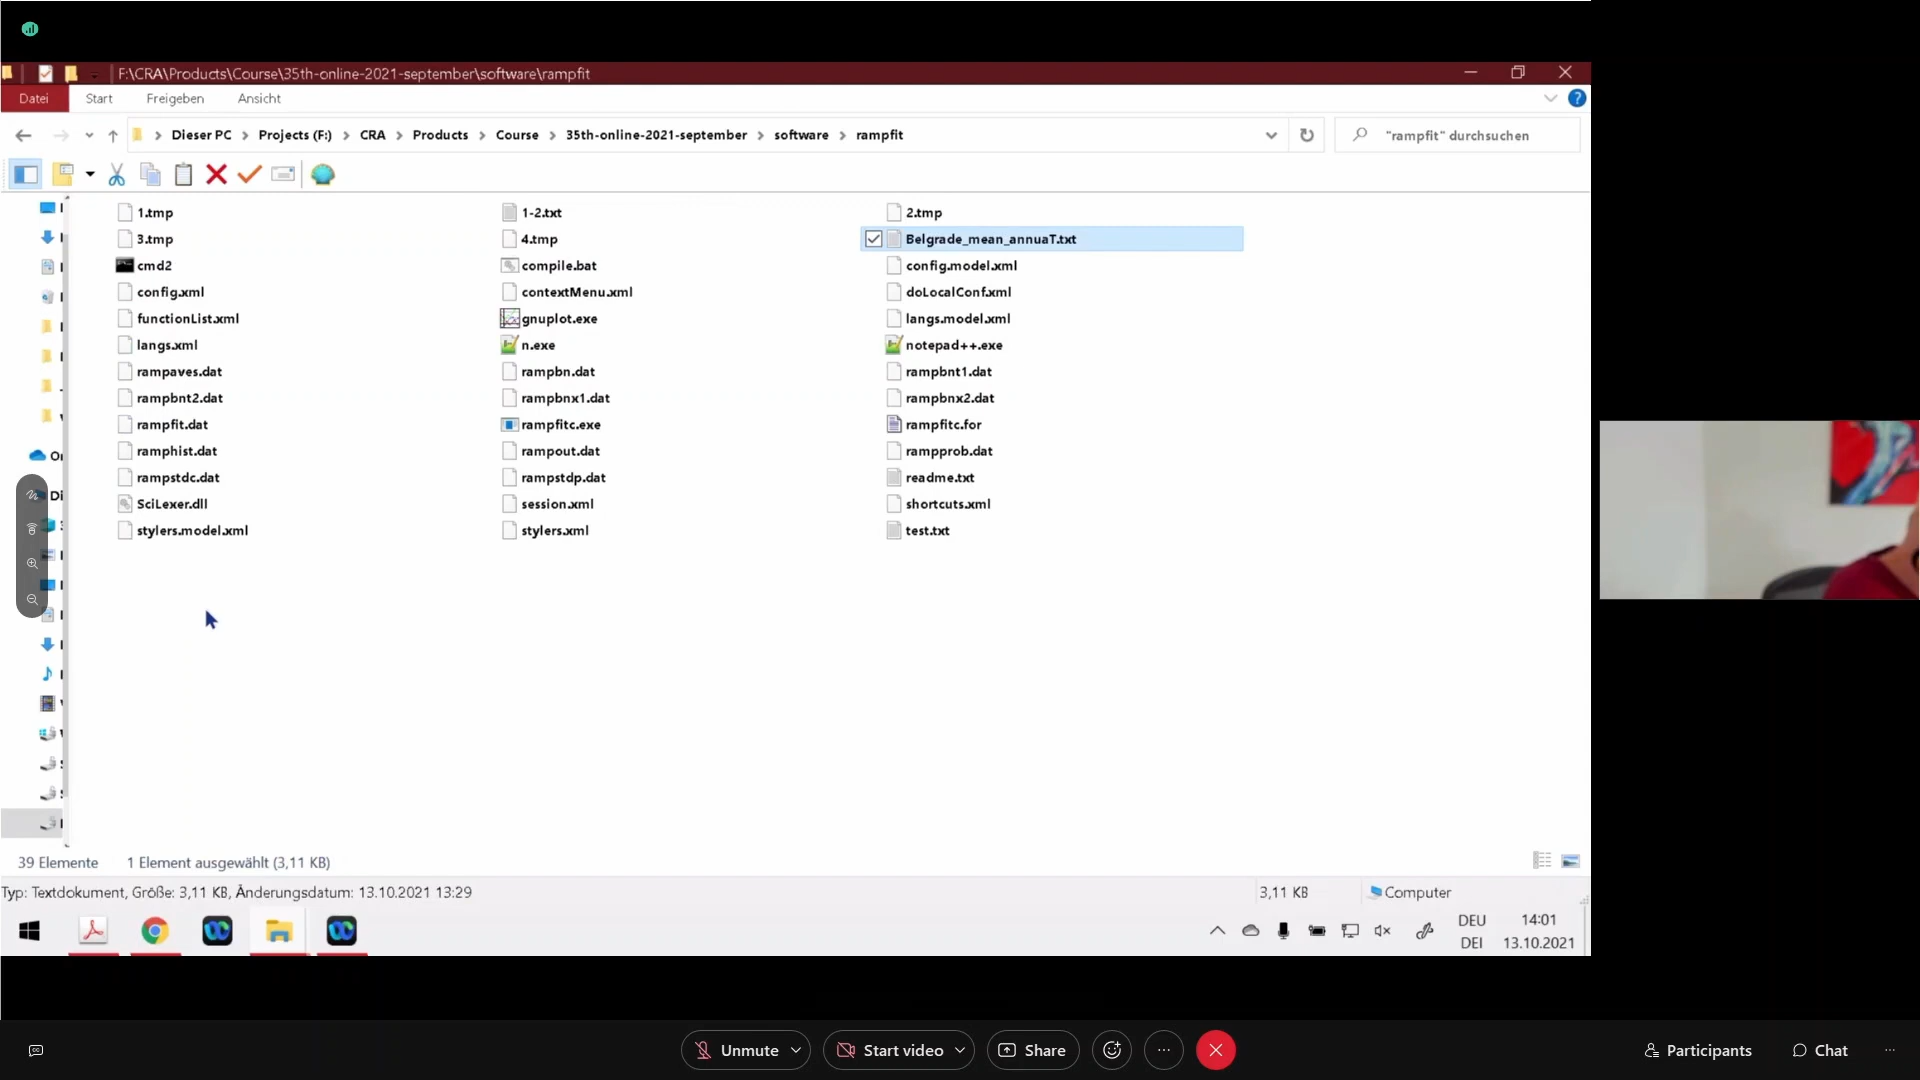 F:\CRA\Products\Course\35th-online-2021-september\software\rampfit
Datei Start Freigeben Ansicht
Dieser PC Projects (F:) CRA Products Course 35th-online-2021-september software rampfit "rampfit" durchsuchen
1.tmp 1-2.txt 2.tmp
3.tmp 4.tmp Belgrade_mean_annuaT.txt
cmd2 compile.bat config.model.xml
config.xml contextMenu.xml doLocalConf.xml
functionList.xml gnuplot.exe langs.model.xml
langs.xml n.exe notepad++.exe
rampaves.dat rampbn.dat rampbnt1.dat
rampbnt2.dat rampbnx1.dat rampbnx2.dat
rampfit.dat rampfitc.exe rampfitc.for
ramphist.dat rampout.dat rampprob.dat
rampstdc.dat rampstdp.dat readme.txt
SciLexer.dll session.xml shortcuts.xml
stylers.model.xml stylers.xml test.txt
39 Elemente 1 Element ausgewählt (3,11 KB)
Typ: Textdokument, Größe: 3,11 KB, Änderungsdatum: 13.10.2021 13:29 3,11 KB Computer
DEU 14:01
DEI 13.10.2021
Unmute Start video Share Participants Chat